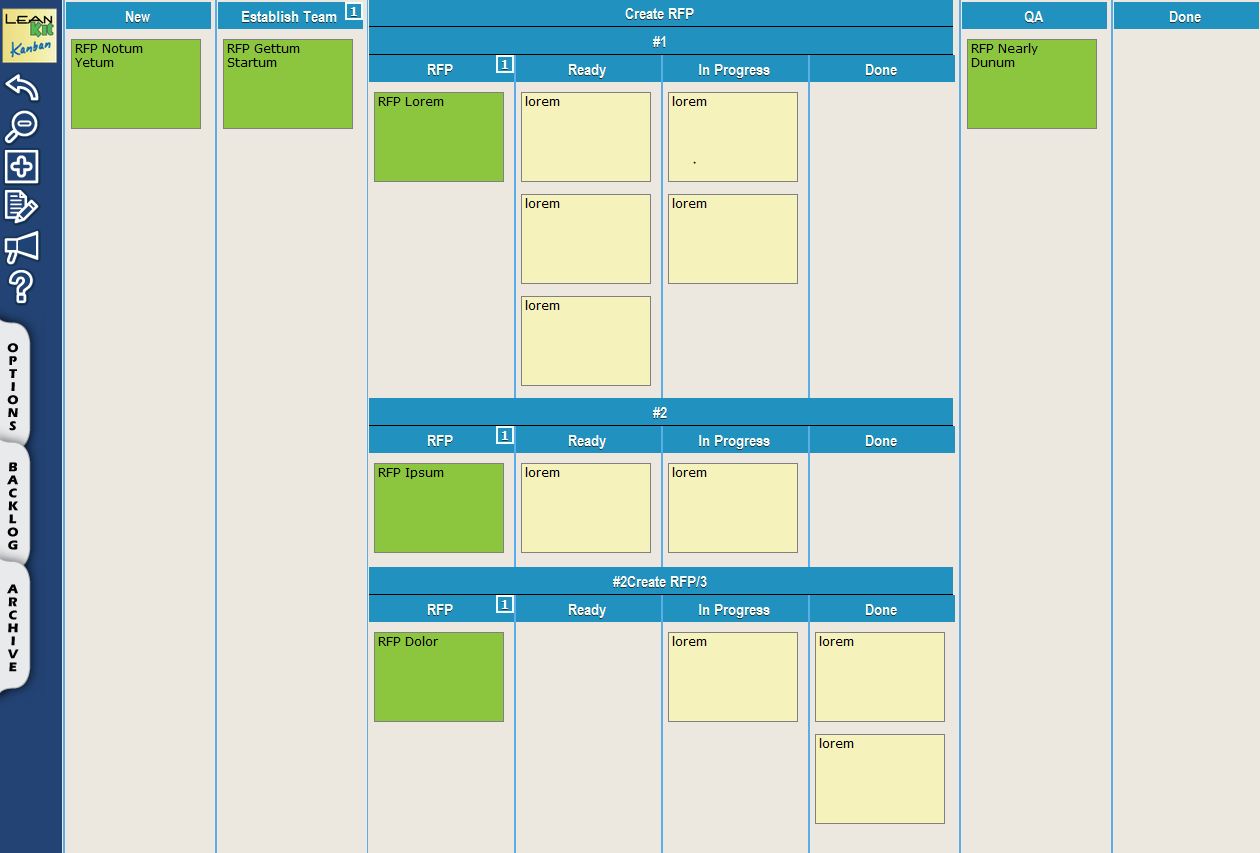 LEAN
Kit
Kanban
OPTIONS
BACKLOG
ARCHIVE
New
RFP Notum
Yetum
Establish Team 1
RFP Gettum
Startum
Create RFP
#1
RFP 1 Ready In Progress Done
RFP Lorem lorem lorem
lorem lorem
lorem
#2
RFP 1 Ready In Progress Done
RFP Ipsum lorem lorem
#2Create RFP/3
RFP 1 Ready In Progress Done
RFP Dolor lorem lorem
lorem
QA
RFP Nearly
Dunum
Done